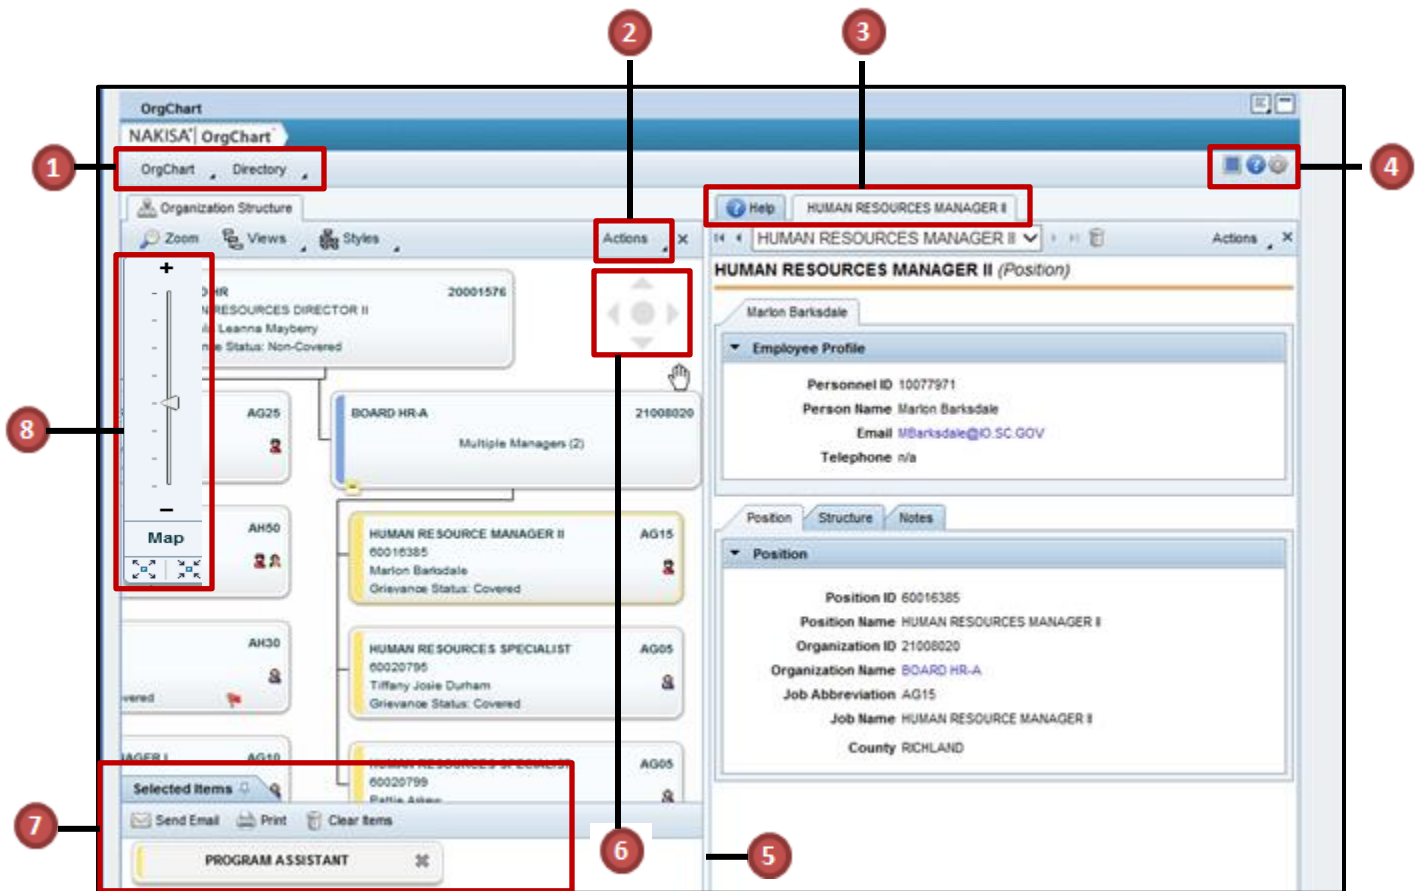 2
3
OrgChart
NAKISA' OrgChart
1
OrgChart Directory
4
Organization Structure
Help HUMAN RESOURCES MANAGER II
Zoom Views Styles Actions
HUMAN RESOURCES MANAGER II Actions
+
HR 20001576
RESOURCES DIRECTOR II
Leanna Mayberry
Status: Non-Covered
HUMAN RESOURCES MANAGER II (Position)
Marlon Barksdale
Employee Profile
Personnel ID 10077971
Person Name Marlon Barksdale
Email MBarksdale@IO.SC.GOV
Telephone n/a
8
AG25
BOARD HR-A 21008020
Multiple Managers (2)
–
Map
AH50
HUMAN RESOURCE MANAGER II AG15
60016385
Marlon Barksdale
Grievance Status: Covered
Position Structure Notes
Position
Position ID 60016385
Position Name HUMAN RESOURCES MANAGER II
Organization ID 21008020
Organization Name BOARD HR-A
Job Abbreviation AG15
Job Name HUMAN RESOURCE MANAGER II
County RICHLAND
AH30
vered
HUMAN RESOURCES SPECIALIST AG05
60020795
Tiffany Josie Durham
Grievance Status: Covered
AGER I AG10
HUMAN RESOURCES SPECIALIST AG05
60020799
Selected Items
7
Send Email Print Clear Items
PROGRAM ASSISTANT
6
5